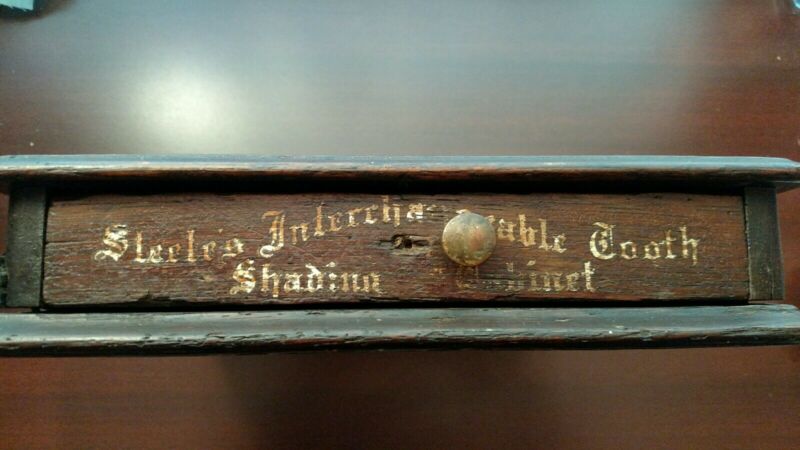 Steele's Interchangeable Tooth
Shading Cabinet